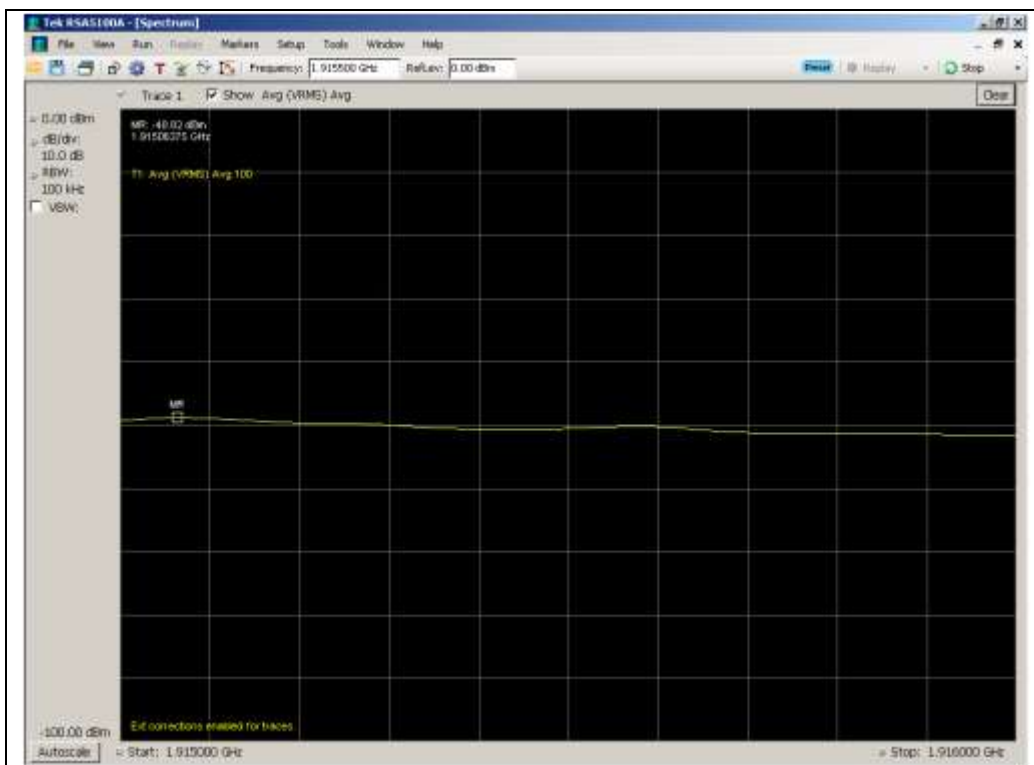 Tek RSA5100A - [Spectrum]
File View Run Replay Markers Setup Tools Window Help
Frequency: 1.915500 GHz RefLev: 0.00 dBm Preset Replay Stop
Trace 1 Show Avg (VRMS) Avg Clear
0.00 dBm
dB/div:
10.0 dB
RBW:
100 kHz
VBW:
MR: dBm
1.91506375 GHz
T1 Avg (VRMS) Avg 100
MR
Ext corrections enabled for traces
-100.00 dBm
Autoscale Start: 1.915000 GHz Stop: 1.916000 GHz